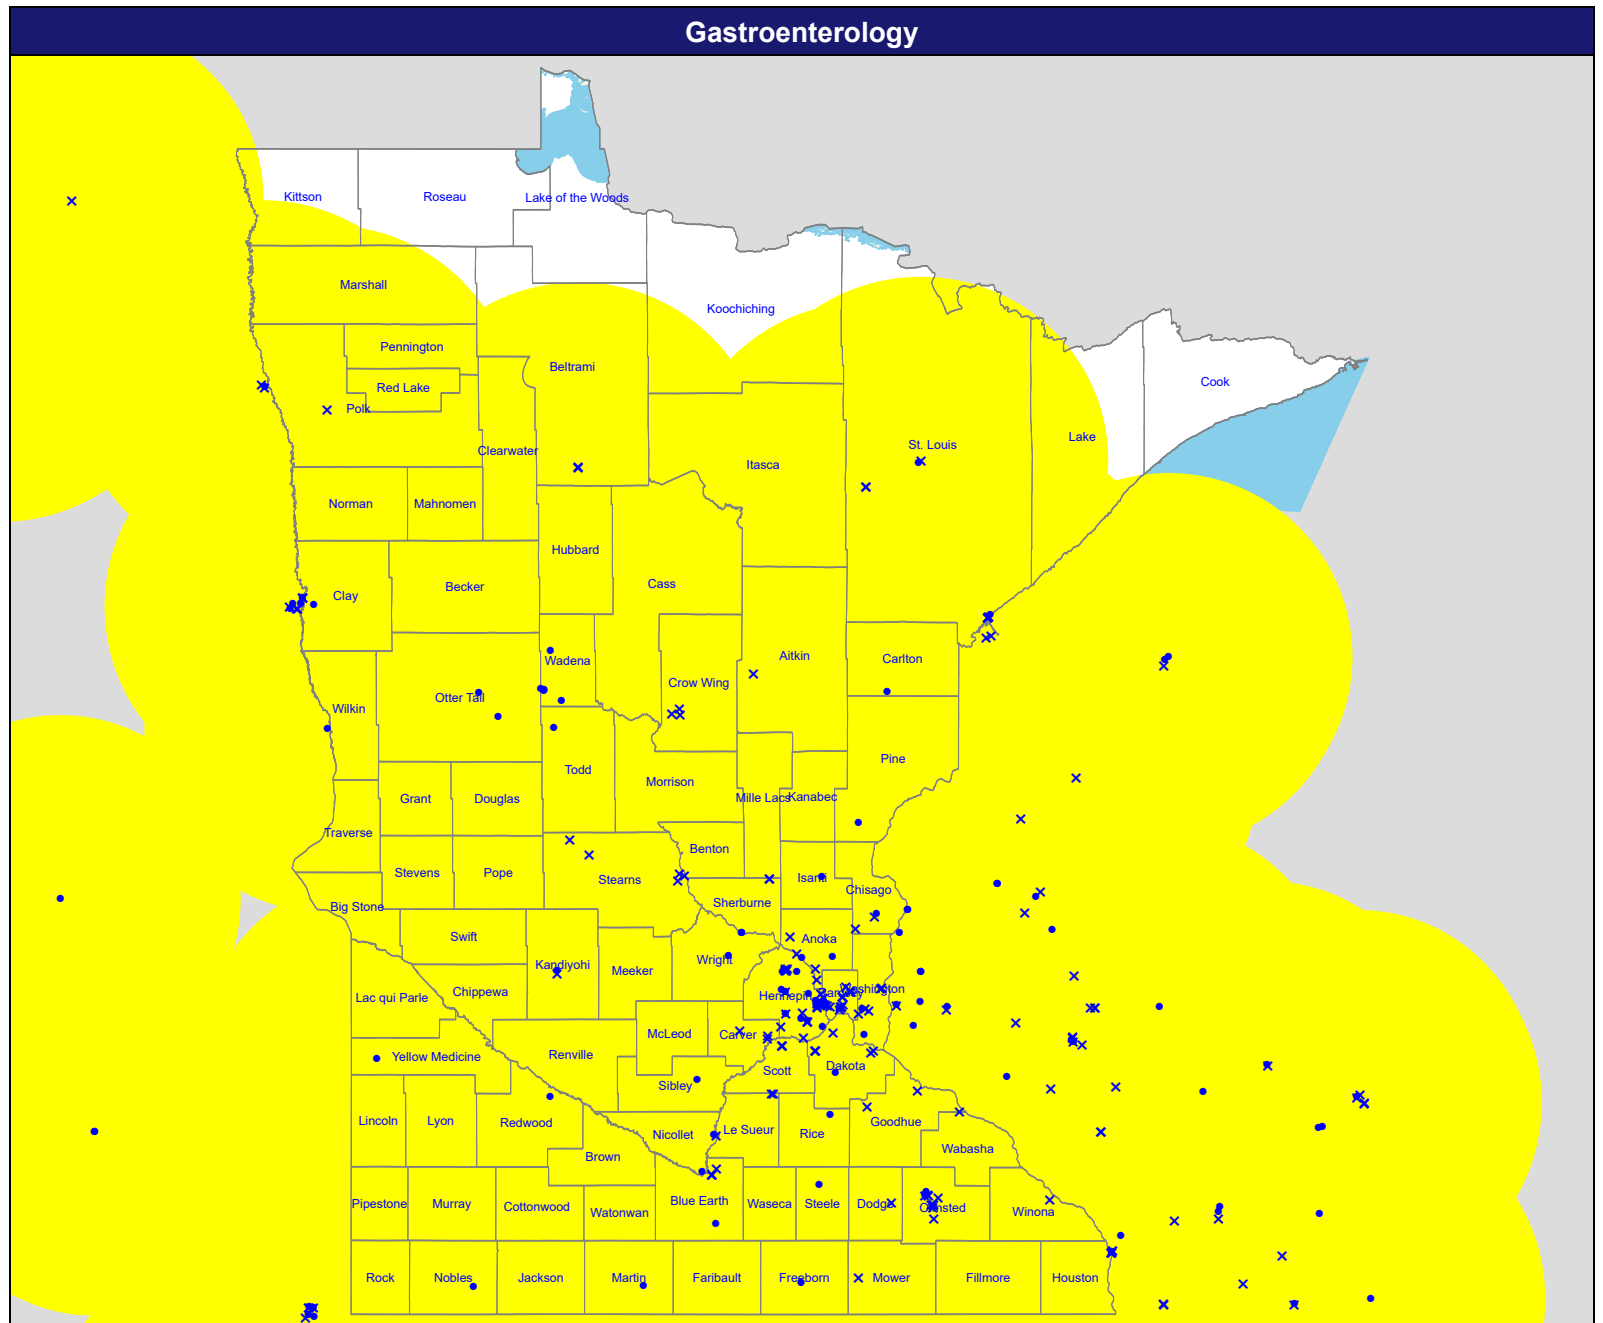 Gastroenterology
Kittson
Roseau
Lake of the Woods
Marshall
Koochiching
Pennington
Beltrami
Red Lake
Cook
Polk
Lake
St. Louis
Clearwater
Itasca
Norman
Mahnomen
Hubbard
Cass
Becker
Clay
Aitkin
Carlton
Wadena
Crow Wing
Otter Tail
Wilkin
Pine
Todd
Morrison
Grant
Douglas
Mille Lacs
Kanabec
Traverse
Benton
Stevens
Pope
Stearns
Isanti
Chisago
Sherburne
Big Stone
Swift
Anoka
Wright
Kandiyohi
Meeker
Chippewa
Washington
Hennepin
Ramsey
Lac qui Parle
McLeod
Carver
Renville
Yellow Medicine
Dakota
Scott
Sibley
Lincoln
Lyon
Redwood
Goodhue
Le Sueur
Rice
Nicollet
Wabasha
Brown
Blue Earth
Pipestone
Murray
Cottonwood
Waseca
Steele
Dodge
Olmsted
Watonwan
Winona
Rock
Nobles
Jackson
Martin
Faribault
Freeborn
Mower
Fillmore
Houston